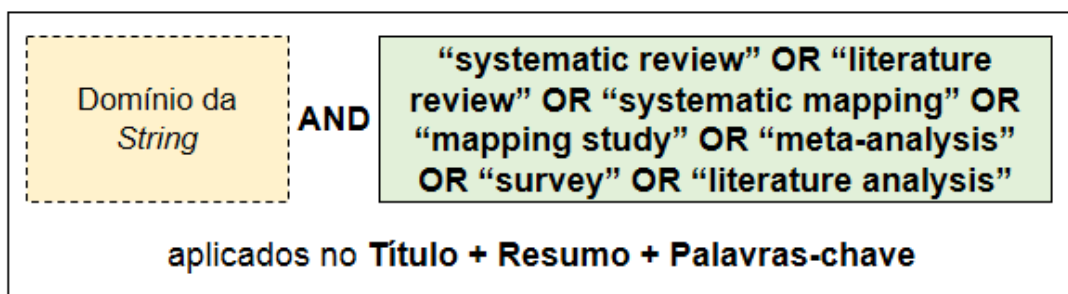 Domínio da
String
AND
“systematic review” OR “literature
review” OR “systematic mapping” OR
“mapping study” OR “meta-analysis”
OR “survey” OR “literature analysis”
aplicados no Título + Resumo + Palavras-chave